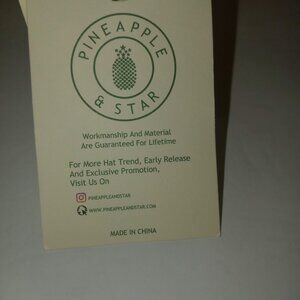 PINEAPPLE
& STAR
Workmanship And Material
Are Guaranteed For Lifetime
For More Hat Trend, Early Release
And Exclusive Promotion,
Visit Us On
PINEAPPLEANDSTAR
WWW.PINEAPPLEANDSTAR.COM
MADE IN CHINA